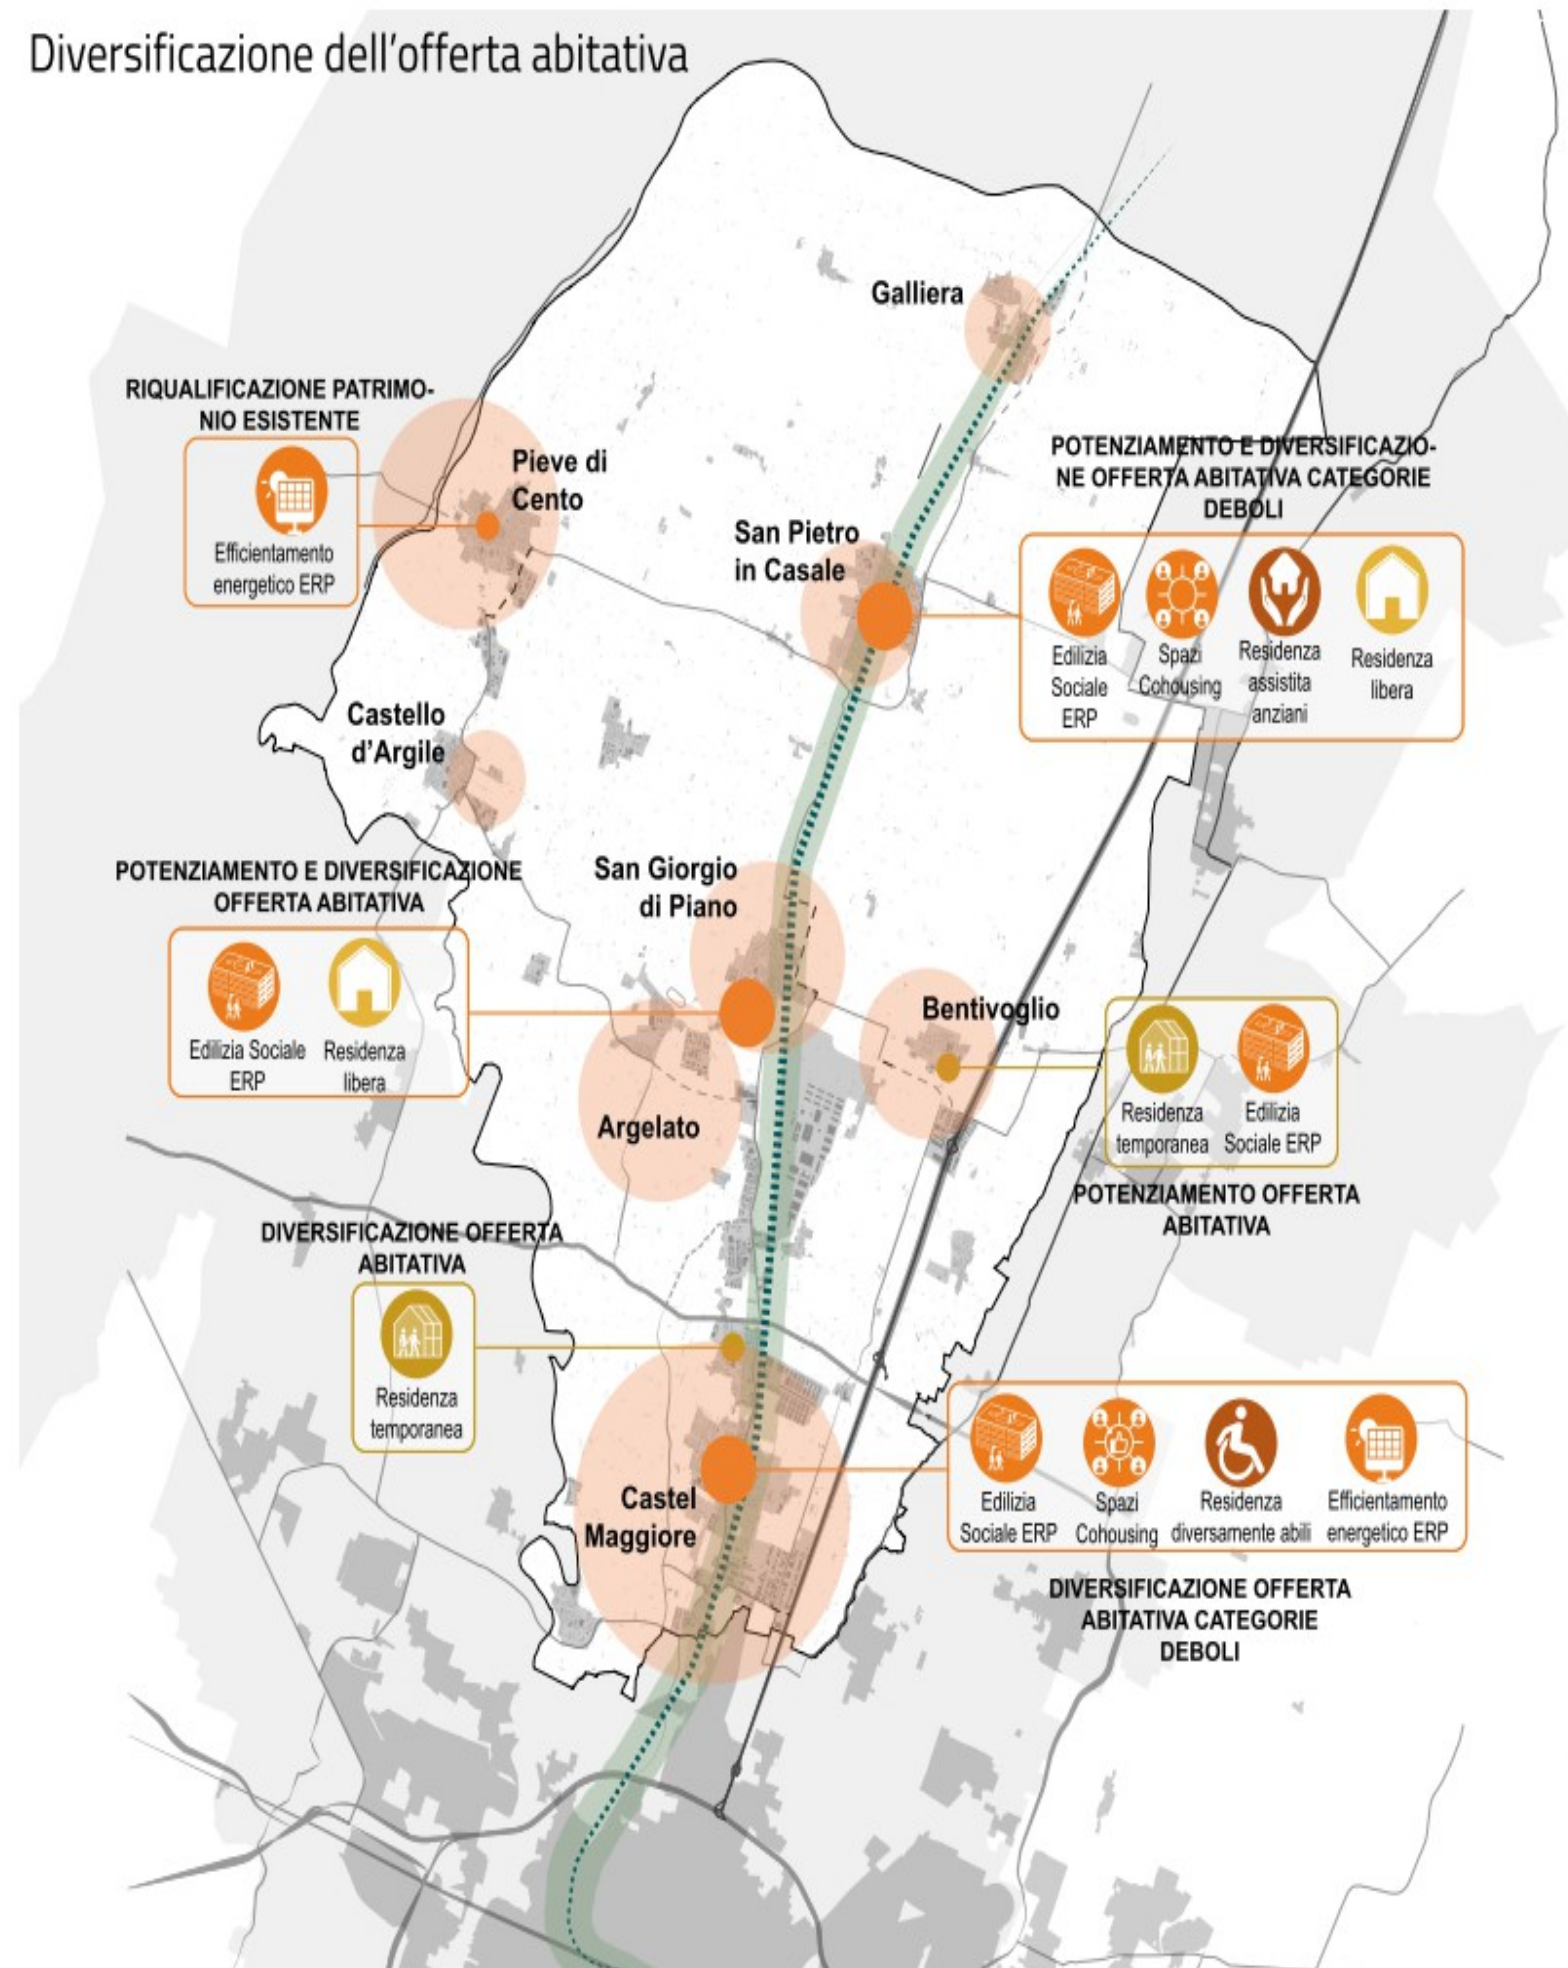 Diversificazione dell'offerta abitativa
Galliera
RIQUALIFICAZIONE PATRIMO-
NIO ESISTENTE
Efficientamento
energetico ERP
Pieve di
Cento
San Pietro
in Casale
POTENZIAMENTO E DIVERSIFICAZIO-
NE OFFERTA ABITATIVA CATEGORIE
DEBOLI
Edilizia
Sociale
ERP
Spazi
Cohousing
Residenza
assistita
anziani
Residenza
libera
Castello
d'Argile
POTENZIAMENTO E DIVERSIFICAZIONE
OFFERTA ABITATIVA
Edilizia Sociale
ERP
Residenza
libera
San Giorgio
di Piano
Bentivoglio
Residenza
temporanea
Edilizia
Sociale ERP
POTENZIAMENTO OFFERTA
ABITATIVA
Argelato
DIVERSIFICAZIONE OFFERTA
ABITATIVA
Residenza
temporanea
Castel
Maggiore
Edilizia
Sociale ERP
Spazi
Cohousing
Residenza
diversamente abili
Efficientamento
energetico ERP
DIVERSIFICAZIONE OFFERTA
ABITATIVA CATEGORIE
DEBOLI